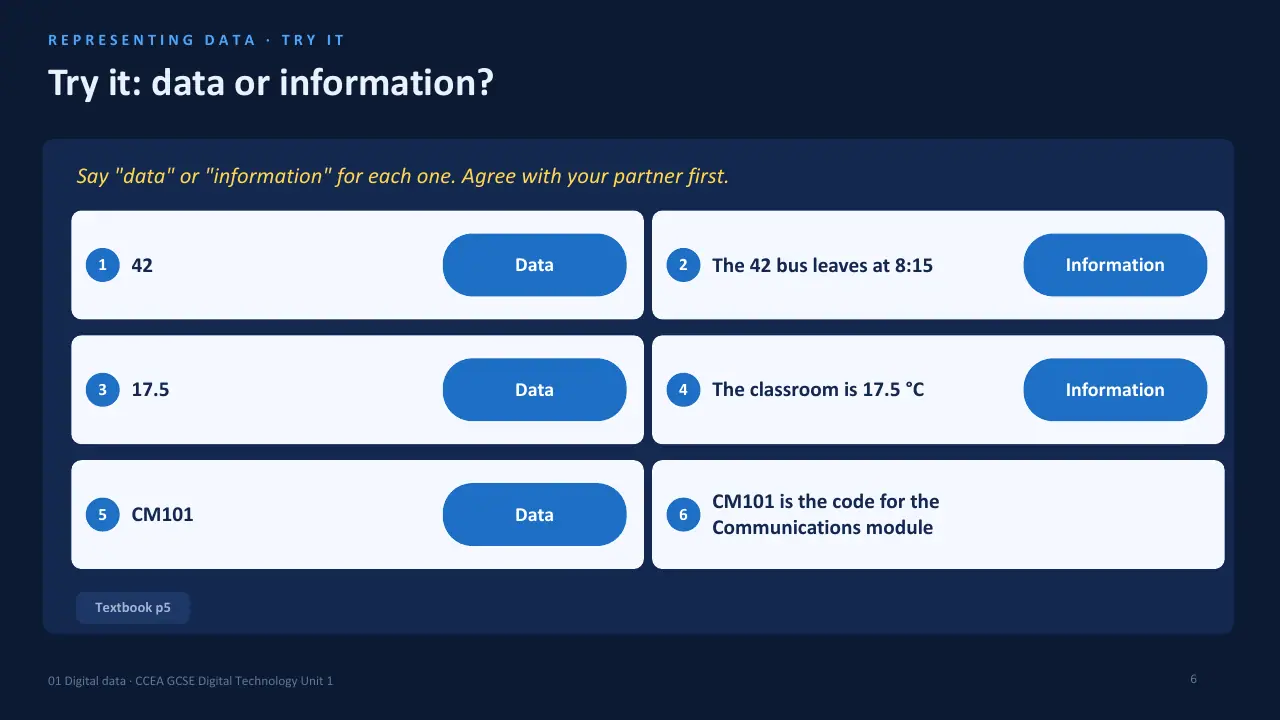 REPRESENTING DATA · TRY IT
Try it: data or information?
Say "data" or "information" for each one. Agree with your partner first.
1 42 Data
2 The 42 bus leaves at 8:15 Information
3 17.5 Data
4 The classroom is 17.5 °C Information
5 CM101 Data
6 CM101 is the code for the
Communications module
Textbook p5
01 Digital data · CCEA GCSE Digital Technology Unit 1
6